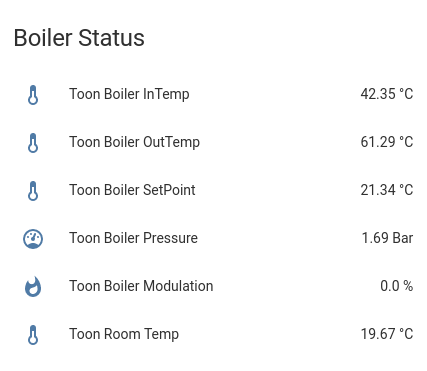 Boiler Status
Toon Boiler InTemp 42.35 °C
Toon Boiler OutTemp 61.29 °C
Toon Boiler SetPoint 21.34 °C
Toon Boiler Pressure 1.69 Bar
Toon Boiler Modulation 0.0 %
Toon Room Temp 19.67 °C